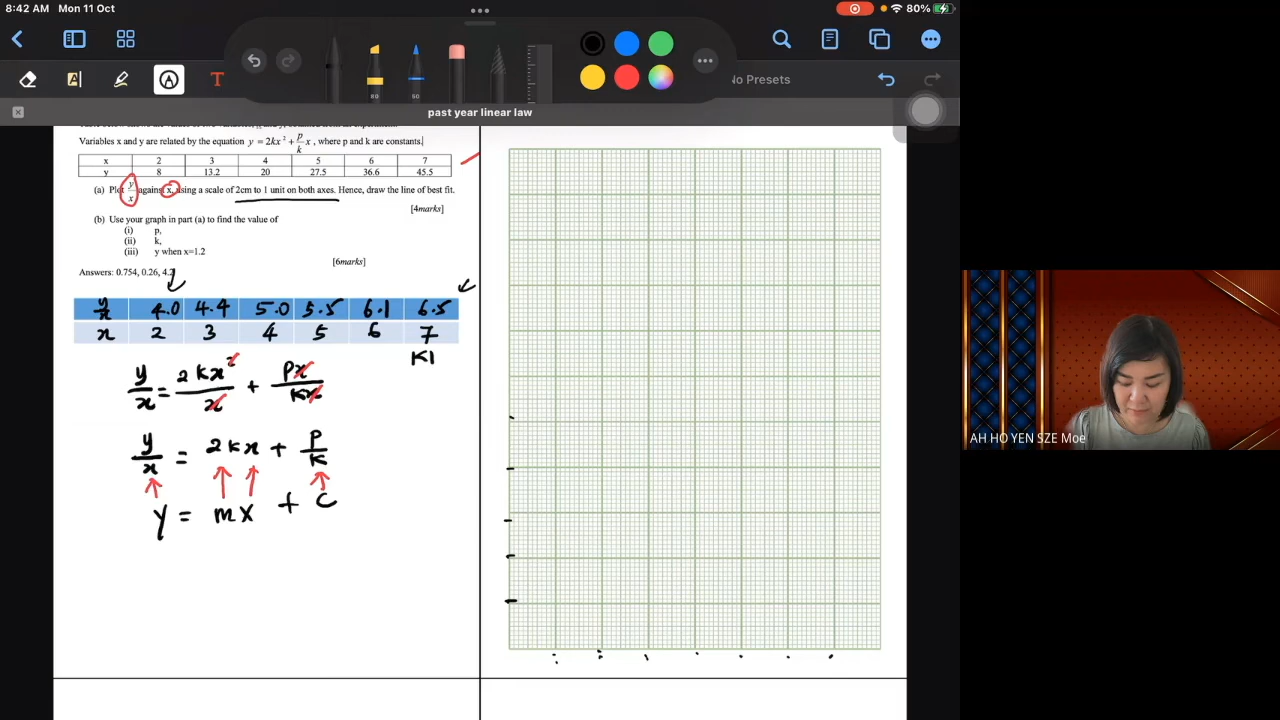 8:42 AM Mon 11 Oct
80%
No Presets
past year linear law
Variables x and y are related by the equation y = 2kx² + p/k x , where p and k are constants.
x 2 3 4 5 6 7
y 8 13.2 20 27.5 36.6 45.5
(a) Plot y/x against x, using a scale of 2cm to 1 unit on both axes. Hence, draw the line of best fit.
[4marks]
(b) Use your graph in part (a) to find the value of
(i) p,
(ii) k,
(iii) y when x=1.2
[6marks]
Answers: 0.754, 0.26, 4.2
y/x 4.0 4.4 5.0 5.5 6.1 6.5
x 2 3 4 5 6 7
K1
y/x = 2kx²/x + px/kx
y/x = 2kx + p/k
Y = mX + C
AH HO YEN SZE Moe